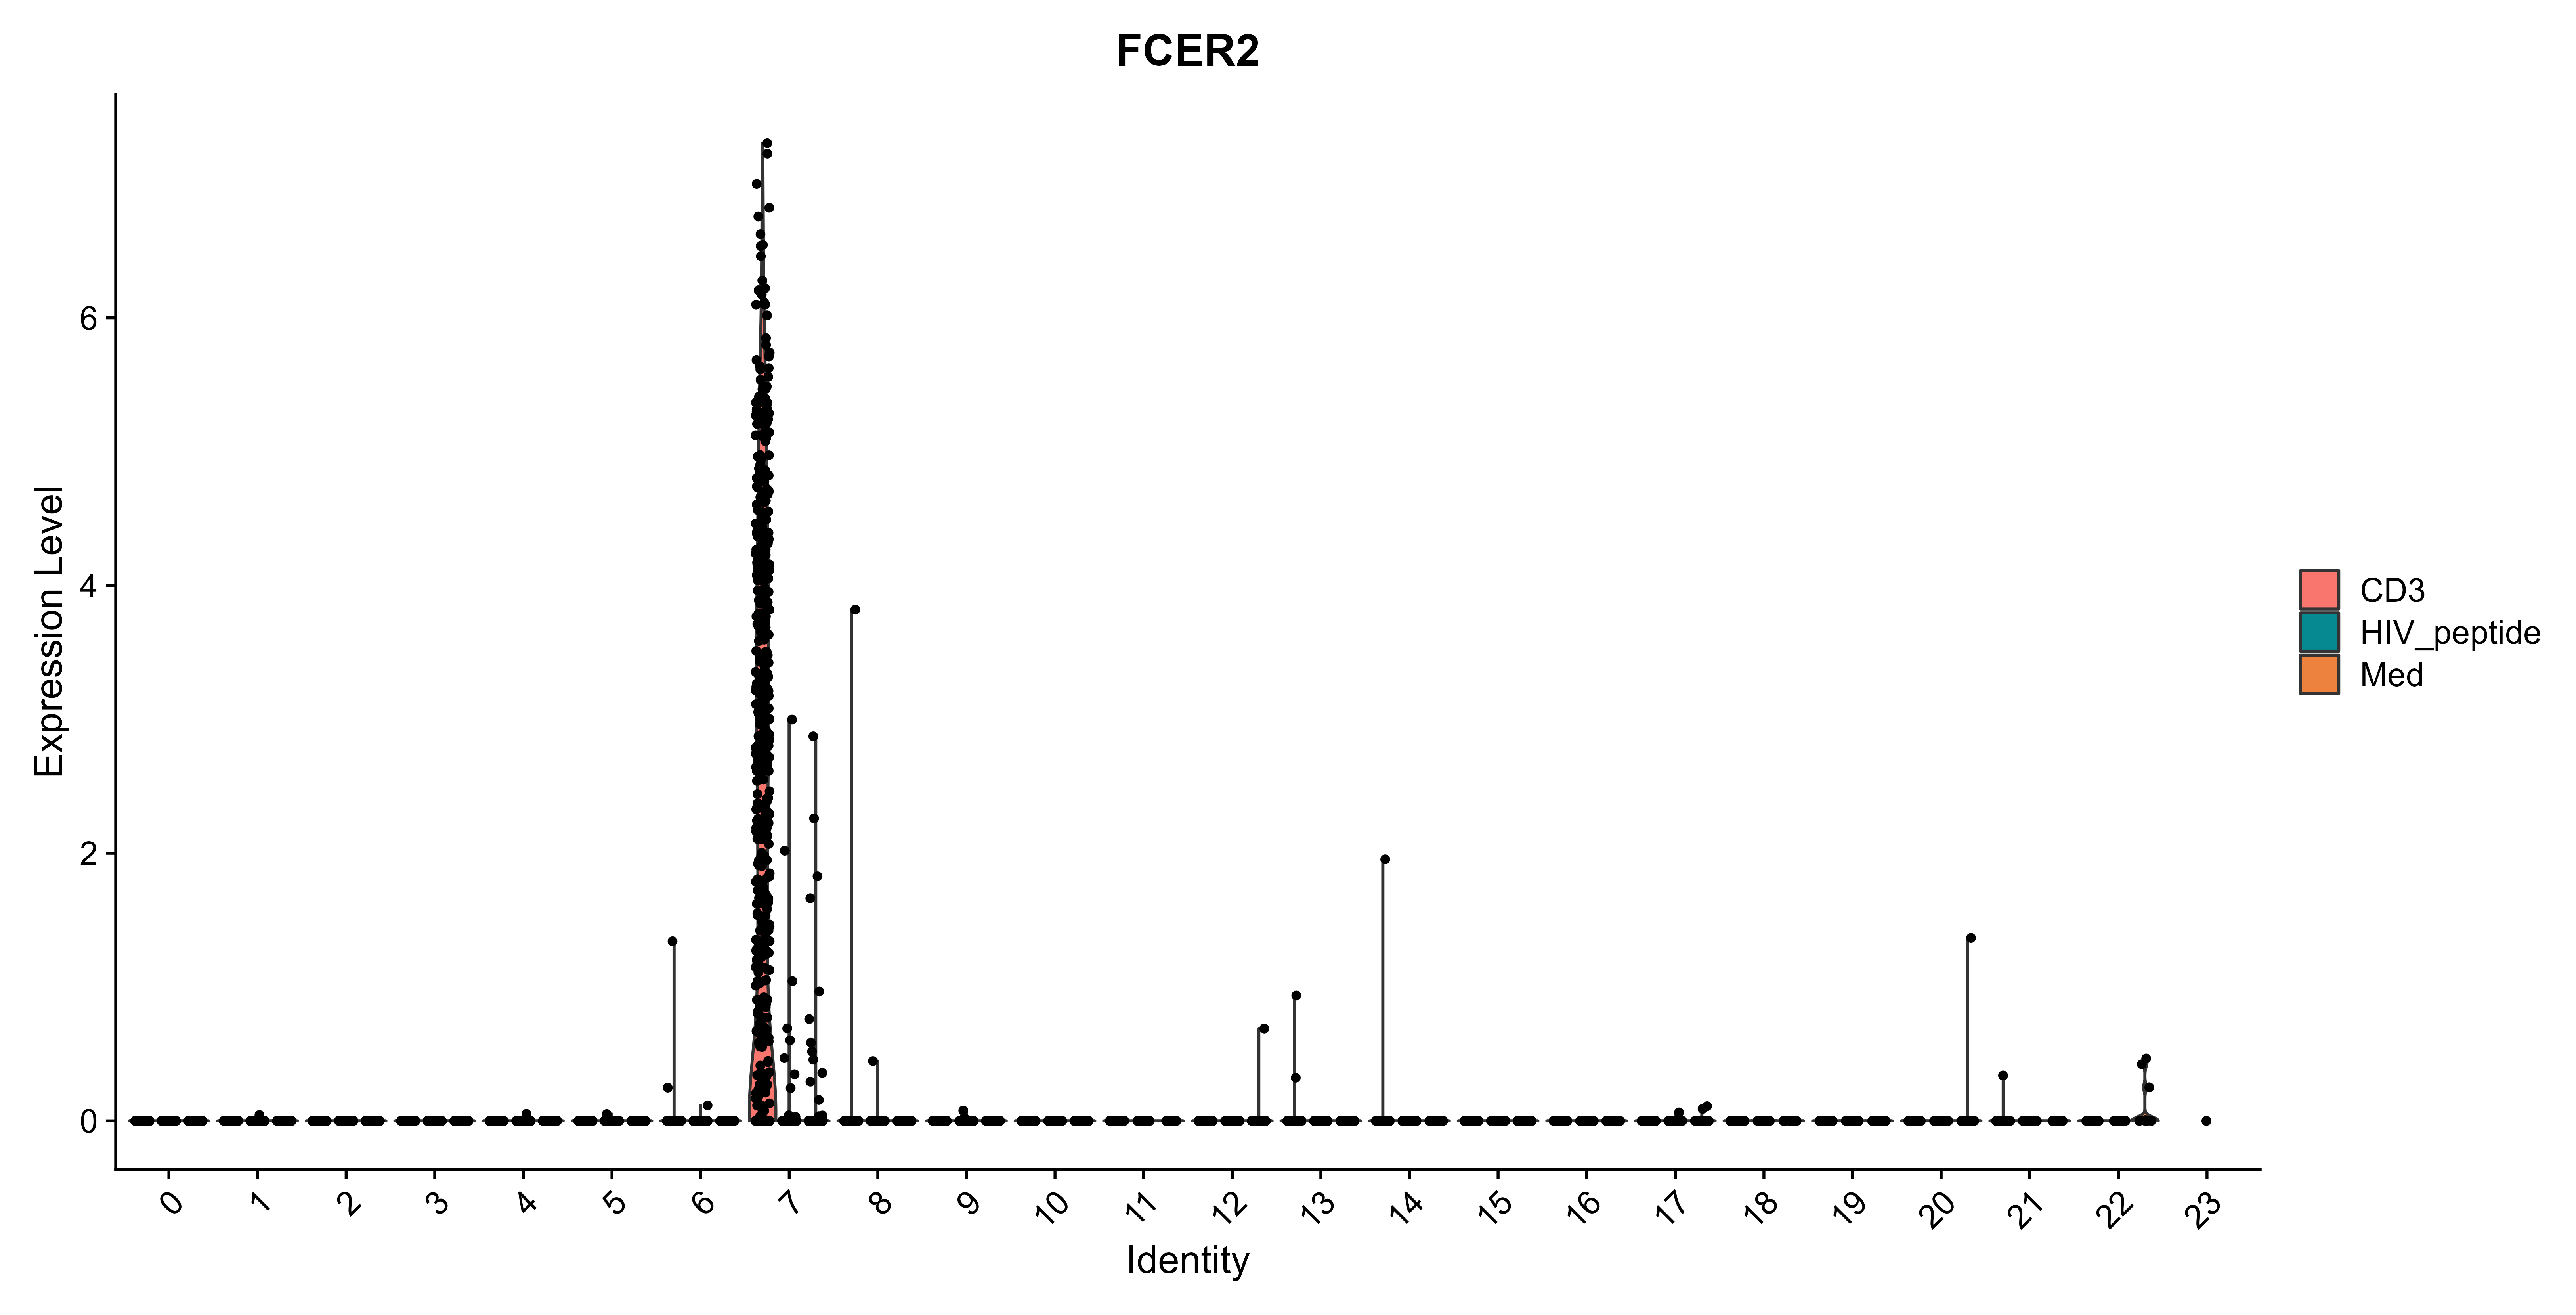 FCER2
Expression Level
6
4
2
0
0 1 2 3 4 5 6 7 8 9 10 11 12 13 14 15 16 17 18 19 20 21 22 23
Identity
CD3
HIV_peptide
Med